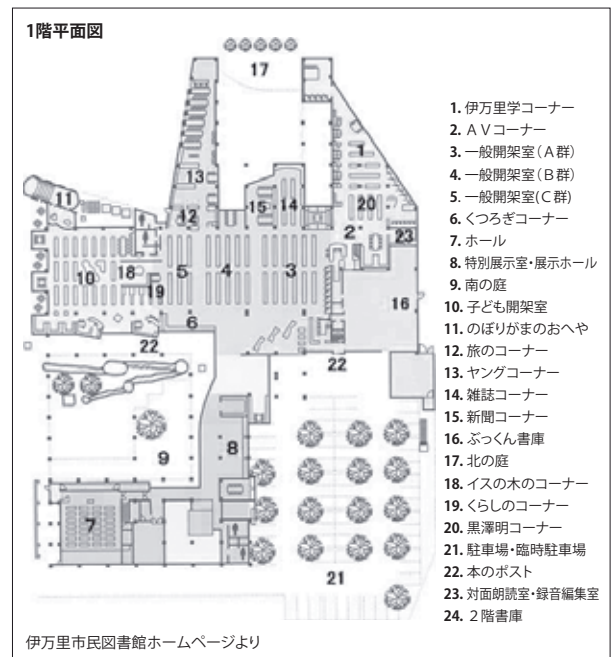 1階平面図
17
1
13
20
11
12
15
14
2
23
10
18
19
5
4
3
16
6
22
22
9
8
7
21
1. 伊万里学コーナー
2. AVコーナー
3. 一般開架室(A群)
4. 一般開架室(B群)
5. 一般開架室(C群)
6. くつろぎコーナー
7. ホール
8. 特別展示室・展示ホール
9. 南の庭
10. 子ども開架室
11. のぼりがまのおへや
12. 旅のコーナー
13. ヤングコーナー
14. 雑誌コーナー
15. 新聞コーナー
16. ぶっくん書庫
17. 北の庭
18. イスの木のコーナー
19. くらしのコーナー
20. 黒澤明コーナー
21. 駐車場・臨時駐車場
22. 本のポスト
23. 対面朗読室・録音編集室
24. 2階書庫
伊万里市民図書館ホームページより